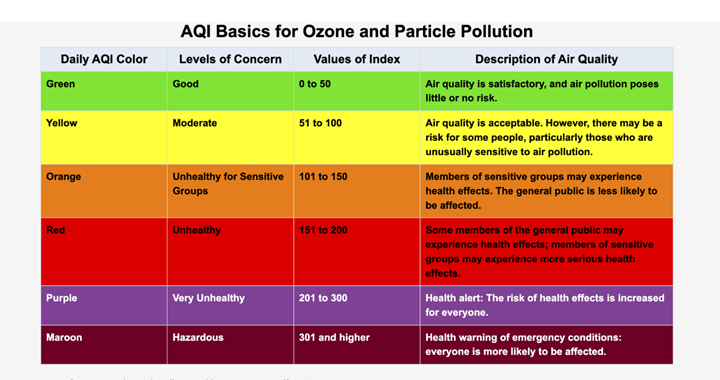 AQI Basics for Ozone and Particle Pollution
Daily AQI Color Levels of Concern Values of Index Description of Air Quality
Green Good 0 to 50 Air quality is satisfactory, and air pollution poses
little or no risk.
Yellow Moderate 51 to 100 Air quality is acceptable. However, there may be a
risk for some people, particularly those who are
unusually sensitive to air pollution.
Orange Unhealthy for Sensitive 101 to 150 Members of sensitive groups may experience
Groups health effects. The general public is less likely to
be affected.
Red Unhealthy 151 to 200 Some members of the general public may
experience health effects; members of sensitive
groups may experience more serious health
effects.
Purple Very Unhealthy 201 to 300 Health alert: The risk of health effects is increased
for everyone.
Maroon Hazardous 301 and higher Health warning of emergency conditions:
everyone is more likely to be affected.